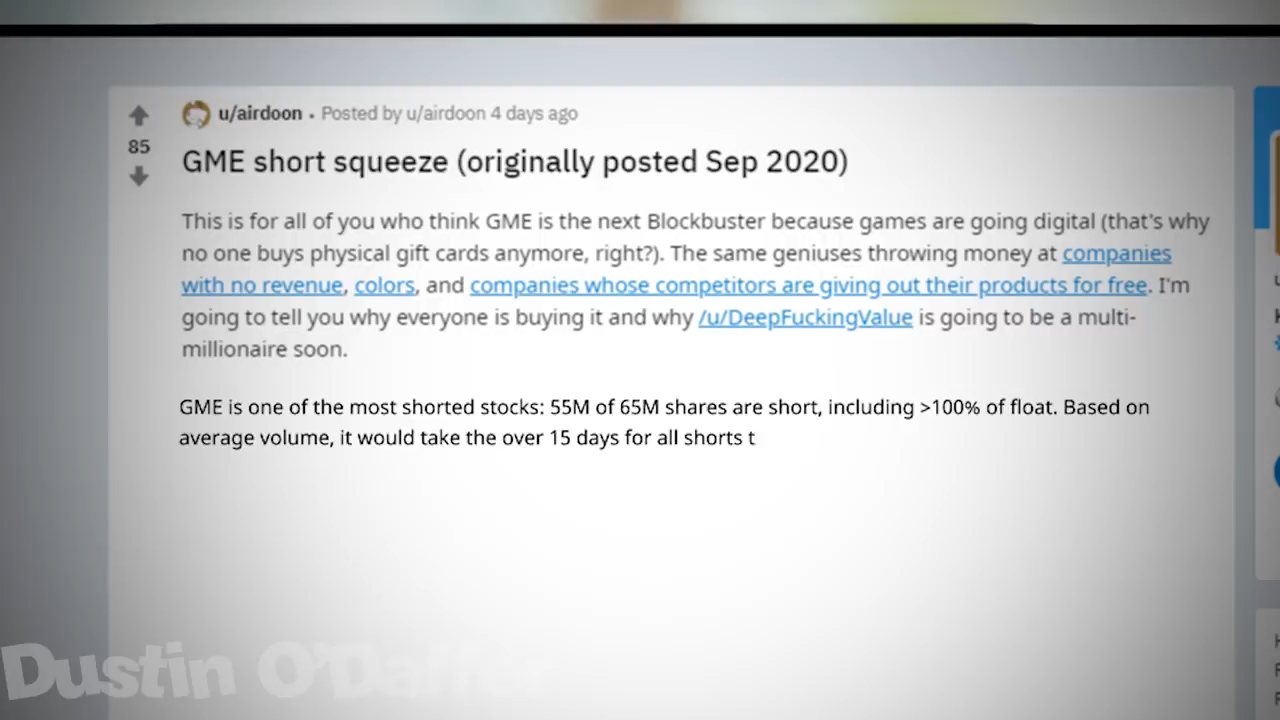 u/airdoon • Posted by u/airdoon 4 days ago
85
GME short squeeze (originally posted Sep 2020)
This is for all of you who think GME is the next Blockbuster because games are going digital (that's why
no one buys physical gift cards anymore, right?). The same geniuses throwing money at companies
with no revenue, colors, and companies whose competitors are giving out their products for free. I'm
going to tell you why everyone is buying it and why /u/DeepFuckingValue is going to be a multi-
millionaire soon.
GME is one of the most shorted stocks: 55M of 65M shares are short, including >100% of float. Based on
average volume, it would take the over 15 days for all shorts t
Dustin